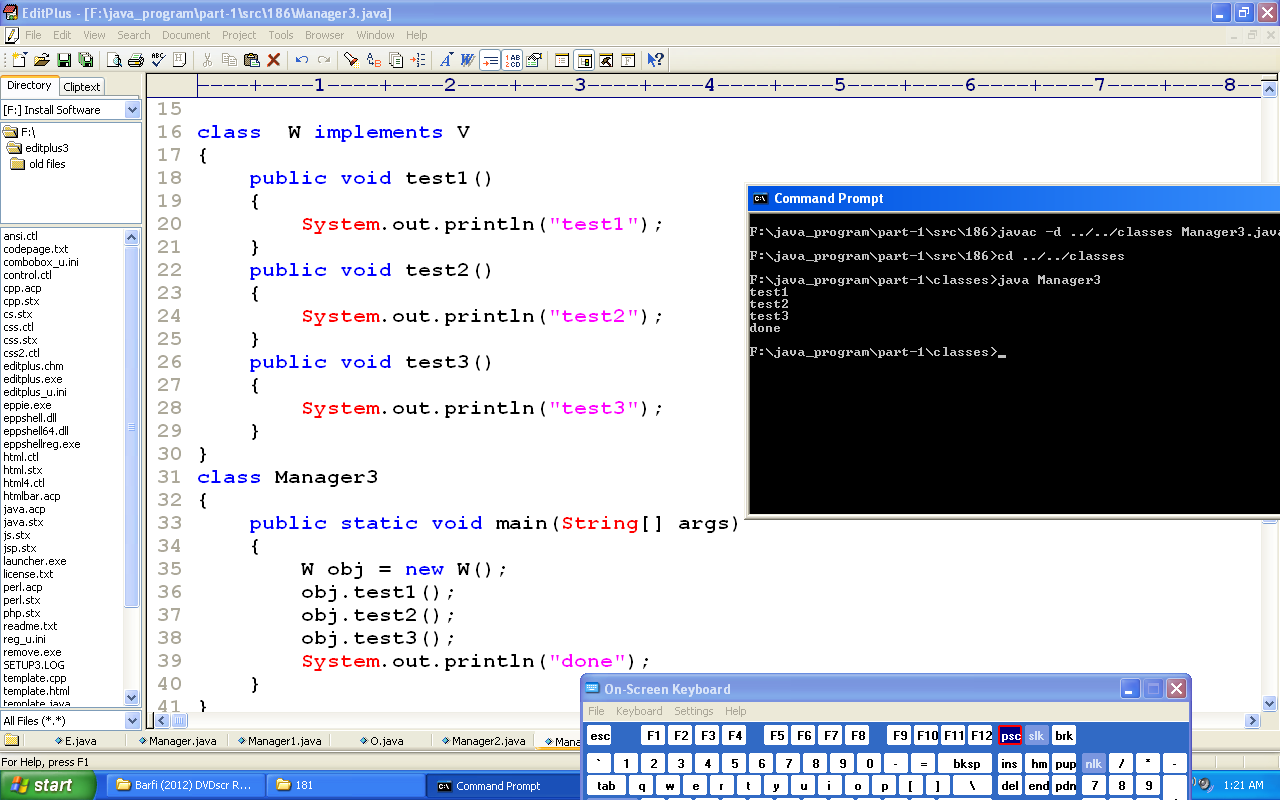 EditPlus - [F:\java_program\part-1\src\186\Manager3.java]
File Edit View Search Document Project Tools Browser Window Help
Directory Cliptext
[F:] Install Software
F:\
editplus3
old files
ansi.ctl
codepage.txt
combobox_u.ini
control.ctl
cpp.acp
cpp.stx
cs.stx
css.ctl
css.stx
css2.ctl
editplus.chm
editplus.exe
editplus_u.ini
eppie.exe
eppshell.dll
eppshell64.dll
eppshellreg.exe
html.ctl
html.stx
html4.ctl
htmlbar.acp
java.acp
java.stx
js.stx
jsp.stx
launcher.exe
license.txt
perl.acp
perl.stx
php.stx
readme.txt
reg_u.ini
remove.exe
SETUP3.LOG
template.cpp
template.html
template.java
All Files (*.*)
----+----1----+----2----+----3----+----4----+----5----+----6----+----7----+----8--
15
16 class  W implements V
17 {
18     public void test1()
19     {
20         System.out.println("test1");
21     }
22     public void test2()
23     {
24         System.out.println("test2");
25     }
26     public void test3()
27     {
28         System.out.println("test3");
29     }
30 }
31 class Manager3
32 {
33     public static void main(String[] args)
34     {
35         W obj = new W();
36         obj.test1();
37         obj.test2();
38         obj.test3();
39         System.out.println("done");
40     }
41 }
Command Prompt
F:\java_program\part-1\src\186>javac -d ../../classes Manager3.java
F:\java_program\part-1\src\186>cd ../../classes
F:\java_program\part-1\classes>java Manager3
test1
test2
test3
done
F:\java_program\part-1\classes>_
On-Screen Keyboard
File Keyboard Settings Help
esc F1 F2 F3 F4 F5 F6 F7 F8 F9 F10 F11 F12 psc slk brk
` 1 2 3 4 5 6 7 8 9 0 - = bksp ins hm pup nlk / * -
tab q w e r t y u i o p [ ] \ del end pdn 7 8 9
E.java Manager.java Manager1.java O.java Manager2.java Mana
For Help, press F1
start Barfi (2012) DVDscr R... 181 Command Prompt 1:21 AM